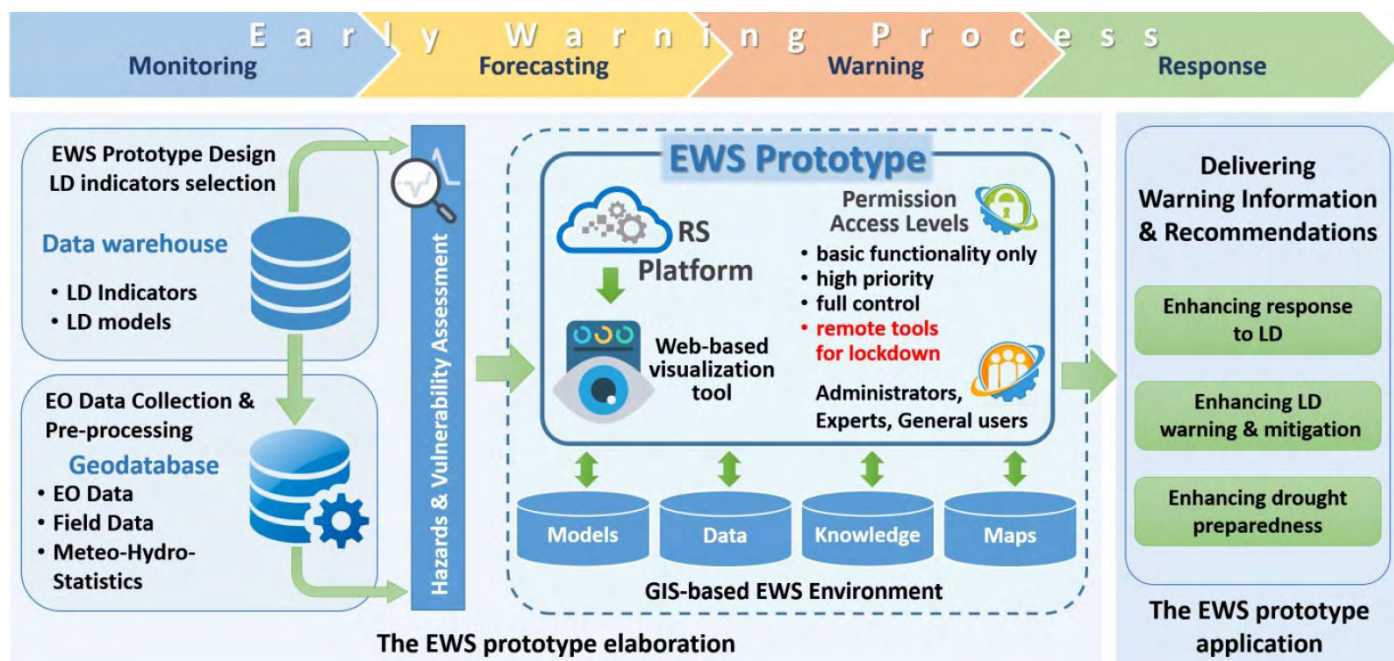 Early Warning Process
Monitoring
Forecasting
Warning
Response
EWS Prototype Design
LD indicators selection
Data warehouse
• LD Indicators
• LD models
EO Data Collection &
Pre-processing
Geodatabase
• EO Data
• Field Data
• Meteo-Hydro-
Statistics
Hazards & Vulnerability Assessment
EWS Prototype
RS
Platform
Web-based
visualization
tool
Permission
Access Levels
• basic functionality only
• high priority
• full control
• remote tools
for lockdown
Administrators,
Experts, General users
Models
Data
Knowledge
Maps
GIS-based EWS Environment
The EWS prototype elaboration
Delivering
Warning Information
& Recommendations
Enhancing response
to LD
Enhancing LD
warning & mitigation
Enhancing drought
preparedness
The EWS prototype
application